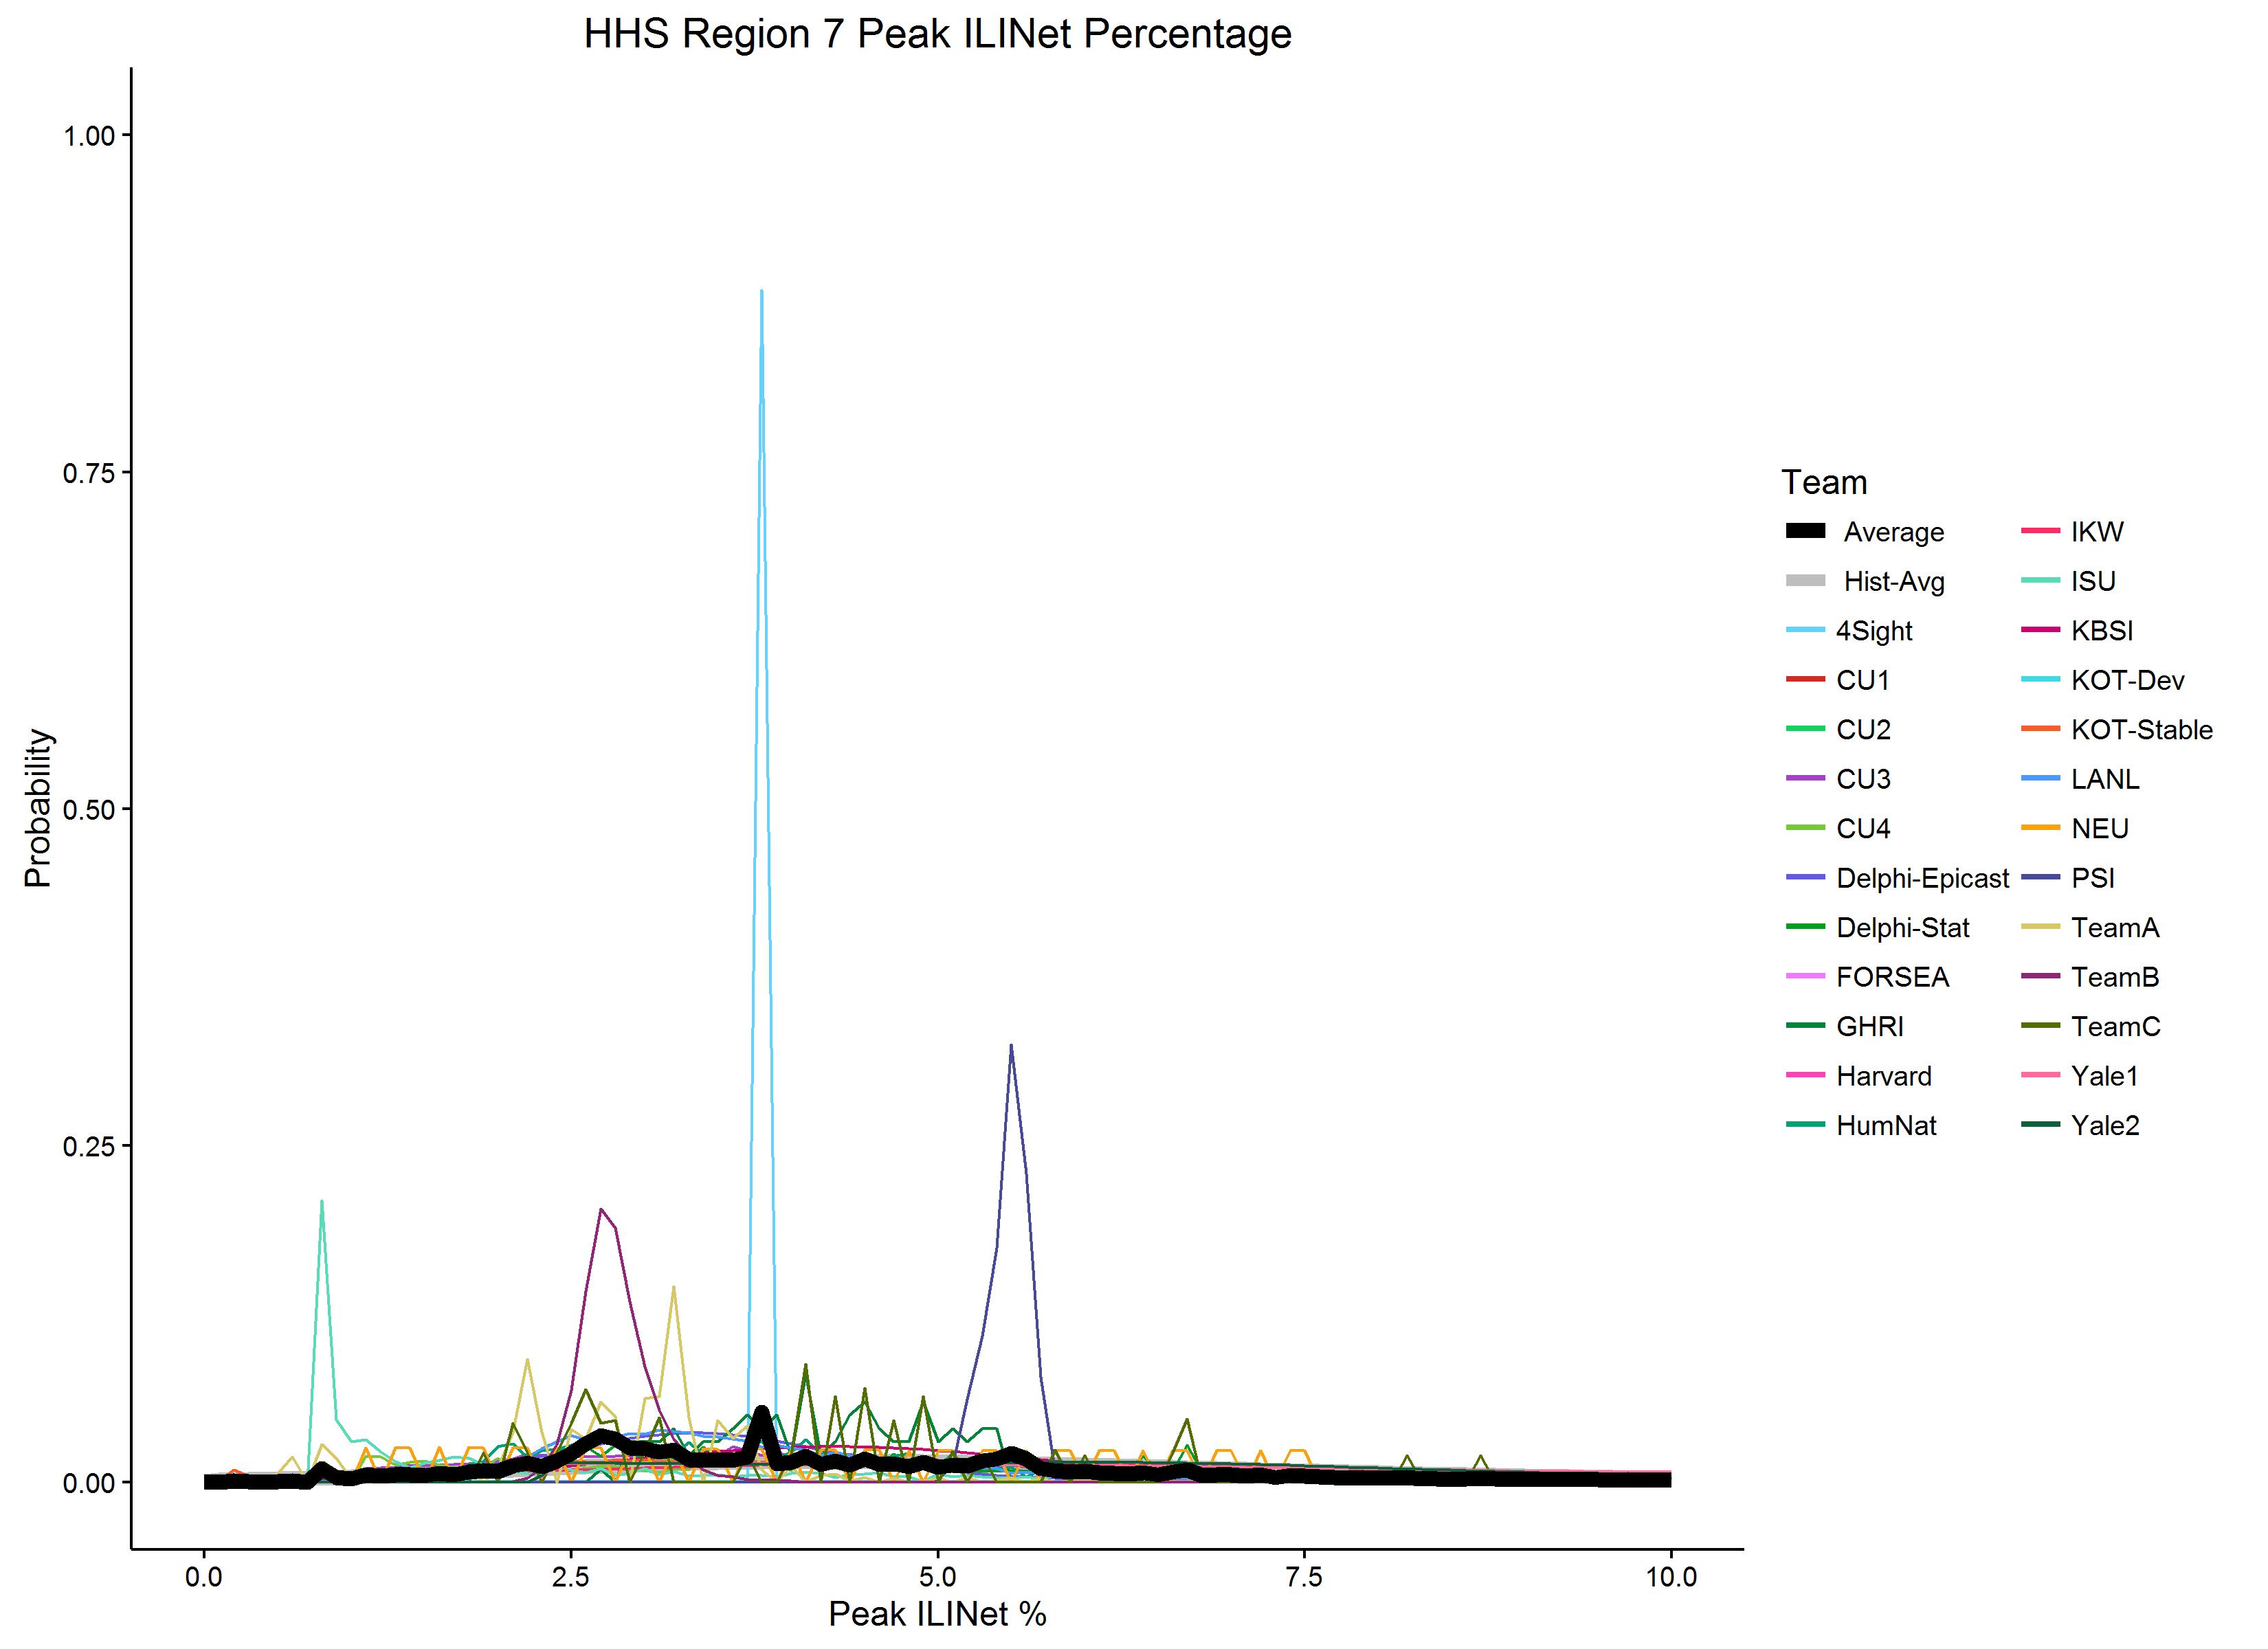 HHS Region 7 Peak ILINet Percentage
1.00
0.75
0.50
0.25
0.00
Probability
0.0 2.5 5.0 7.5 10.0
Peak ILINet %
Team
Average
Hist-Avg
4Sight
CU1
CU2
CU3
CU4
Delphi-Epicast
Delphi-Stat
FORSEA
GHRI
Harvard
HumNat
IKW
ISU
KBSI
KOT-Dev
KOT-Stable
LANL
NEU
PSI
TeamA
TeamB
TeamC
Yale1
Yale2